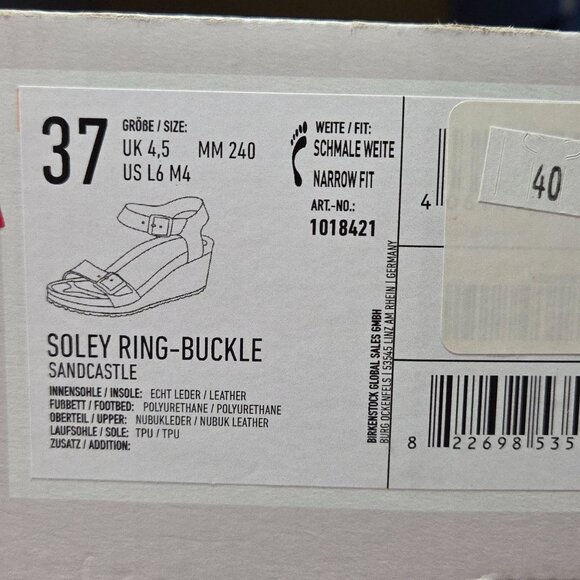 37
GRÖßE / SIZE:
UK 4,5 MM 240
US L6 M4
WEITE / FIT:
SCHMALE WEITE
NARROW FIT
ART.-NO.:
1018421
SOLEY RING-BUCKLE
SANDCASTLE
INNENSOHLE / INSOLE: ECHT LEDER / LEATHER
FUßBETT / FOOTBED: POLYURETHANE / POLYURETHANE
OBERTEIL / UPPER: NUBUKLEDER / NUBUK LEATHER
LAUFSOHLE / SOLE: TPU / TPU
ZUSATZ / ADDITION:
BIRKENSTOCK GLOBAL SALES GMBH
BURG OCKENFELS | 53545 LINZ AM RHEIN | GERMANY
4
40
8 22698 535